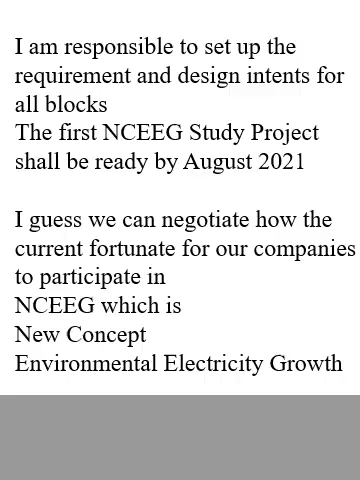 I am responsible to set up the
requirement and design intents for
all blocks
The first NCEEG Study Project
shall be ready by August 2021
I guess we can negotiate how the
current fortunate for our companies
to participate in
NCEEG which is
New Concept
Environmental Electricity Growth